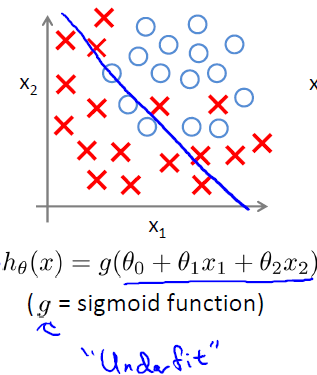 x₂
x
x₁
hθ(x) = g(θ₀ + θ₁x₁ + θ₂x₂)
( g = sigmoid function)
"Underfit"